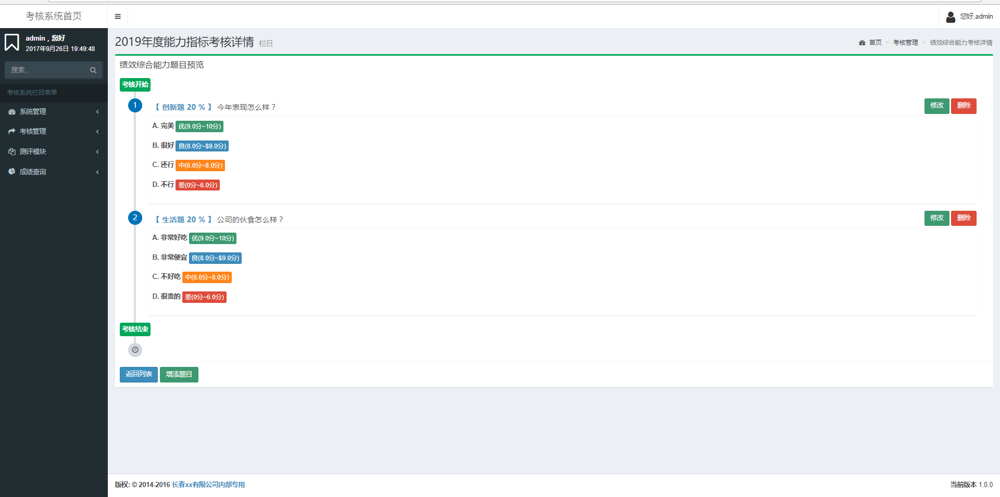 考核系统首页
您好,admin
admin，您好
2017年9月26日 19:49:48
搜索...
考核系统栏目菜单
系统管理
考核管理
测评模块
成绩查询
2019年度能力指标考核详情 栏目
首页 > 考核管理 > 绩效综合能力考核详情
绩效综合能力题目预览
考核开始
1 【 创新题 20 % 】 今年表现怎么样？ 修改 删除
A. 完美 优(9.0分~10分)
B. 很好 良(8.0分~$9.0分)
C. 还行 中(6.0分~8.0分)
D. 不行 差(0分~6.0分)
2 【 生活题 20 % 】 公司的伙食怎么样？ 修改 删除
A. 非常好吃 优(9.0分~10分)
B. 非常便宜 良(8.0分~$9.0分)
C. 不好吃 中(6.0分~8.0分)
D. 很贵的 差(0分~6.0分)
考核结束
返回列表 增添题目
版权: © 2014-2016 长春xx有限公司内部专用
当前版本 1.0.0